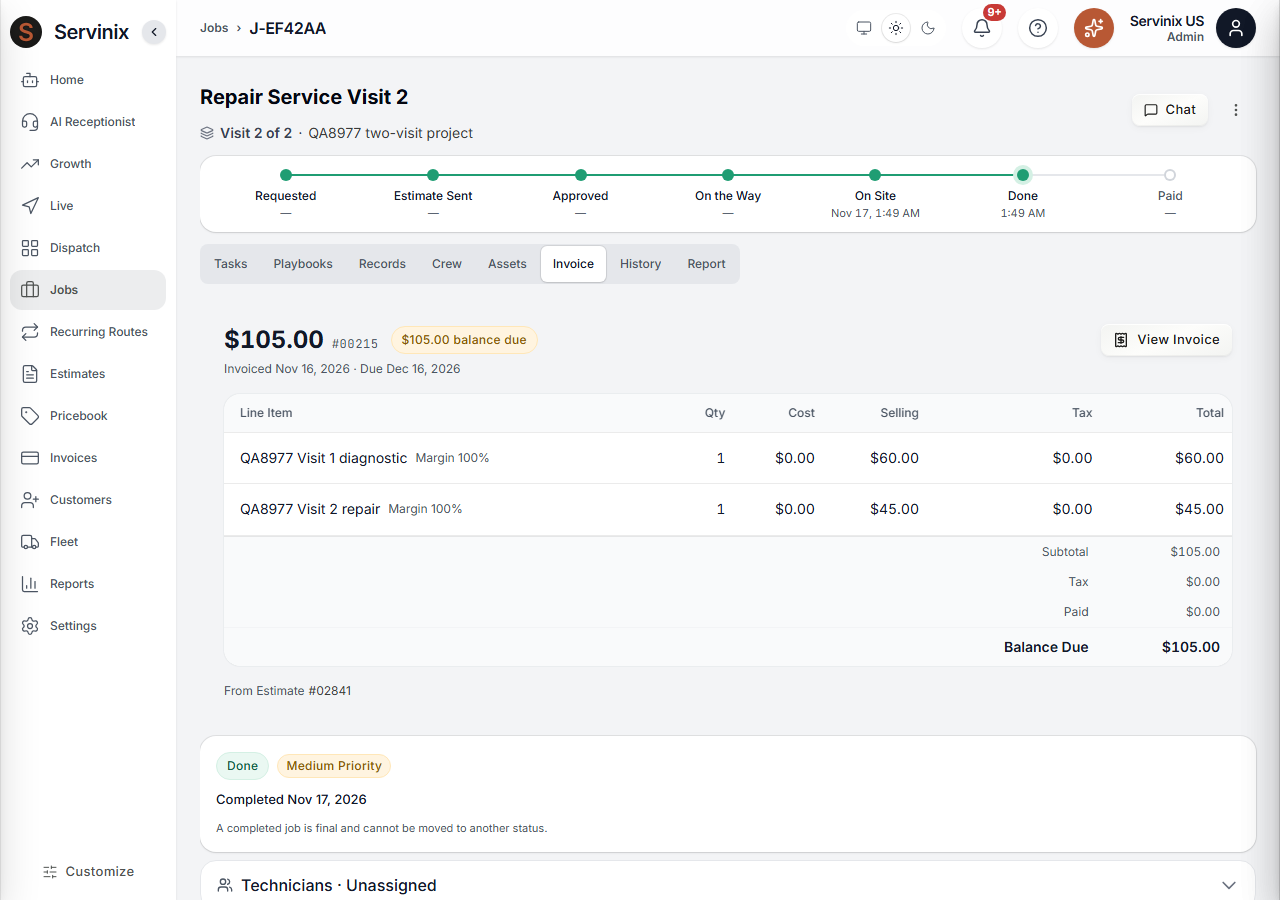 S Servinix
Jobs › J-EF42AA
9+
Servinix US
Admin
Home
AI Receptionist
Growth
Live
Dispatch
Jobs
Recurring Routes
Estimates
Pricebook
Invoices
Customers
Fleet
Reports
Settings
Customize
Repair Service Visit 2
Visit 2 of 2 · QA8977 two-visit project
Chat
Requested Estimate Sent Approved On the Way On Site Done Paid
— — — — Nov 17, 1:49 AM 1:49 AM —
Tasks Playbooks Records Crew Assets Invoice History Report
$105.00 #00215 $105.00 balance due View Invoice
Invoiced Nov 16, 2026 · Due Dec 16, 2026
Line Item Qty Cost Selling Tax Total
QA8977 Visit 1 diagnostic Margin 100% 1 $0.00 $60.00 $0.00 $60.00
QA8977 Visit 2 repair Margin 100% 1 $0.00 $45.00 $0.00 $45.00
Subtotal $105.00
Tax $0.00
Paid $0.00
Balance Due $105.00
From Estimate #02841
Done Medium Priority
Completed Nov 17, 2026
A completed job is final and cannot be moved to another status.
Technicians · Unassigned